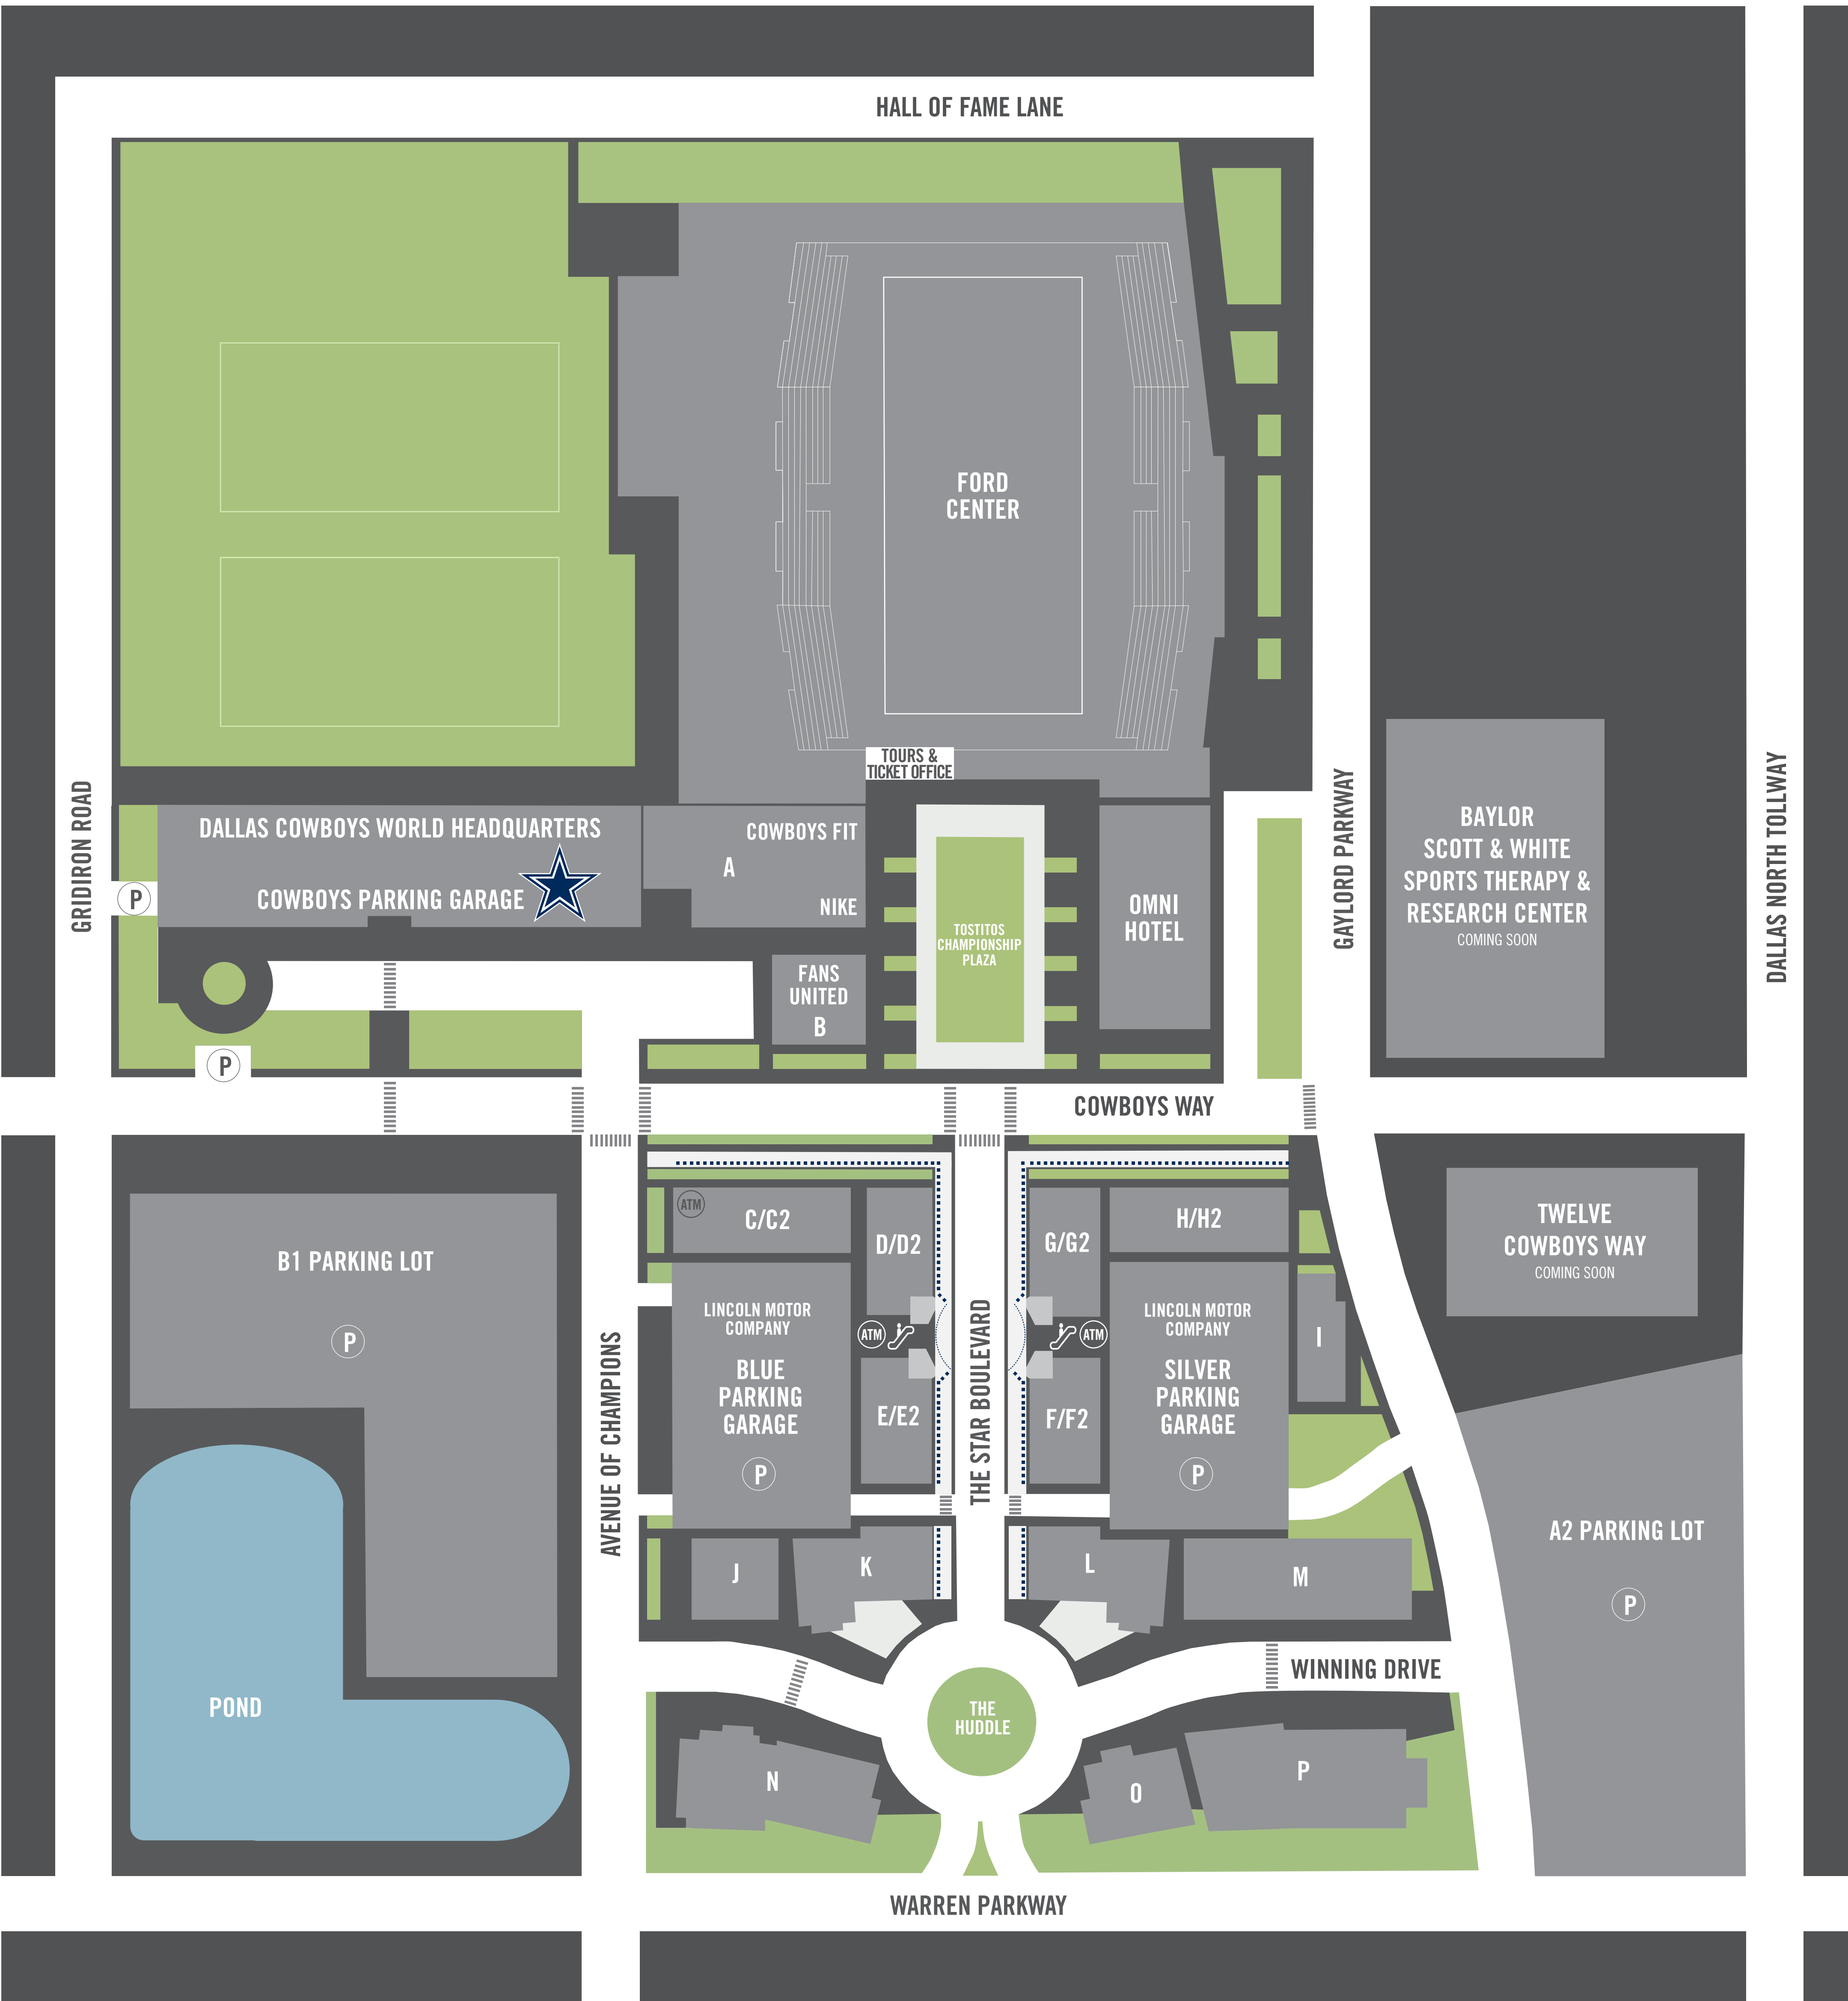 HALL OF FAME LANE
FORD
CENTER
TOURS &
TICKET OFFICE
GRIDIRON ROAD
DALLAS COWBOYS WORLD HEADQUARTERS
COWBOYS PARKING GARAGE
P
P
COWBOYS FIT
A
NIKE
FANS
UNITED
B
TOSTITOS
CHAMPIONSHIP
PLAZA
OMNI
HOTEL
GAYLORD PARKWAY
BAYLOR
SCOTT & WHITE
SPORTS THERAPY &
RESEARCH CENTER
COMING SOON
DALLAS NORTH TOLLWAY
COWBOYS WAY
B1 PARKING LOT
P
POND
AVENUE OF CHAMPIONS
ATM
C/C2
D/D2
LINCOLN MOTOR
COMPANY
BLUE
PARKING
GARAGE
P
ATM
E/E2
THE STAR BOULEVARD
G/G2
H/H2
ATM
F/F2
LINCOLN MOTOR
COMPANY
SILVER
PARKING
GARAGE
P
I
TWELVE
COWBOYS WAY
COMING SOON
A2 PARKING LOT
P
J
K
L
M
WINNING DRIVE
THE
HUDDLE
N
O
P
WARREN PARKWAY